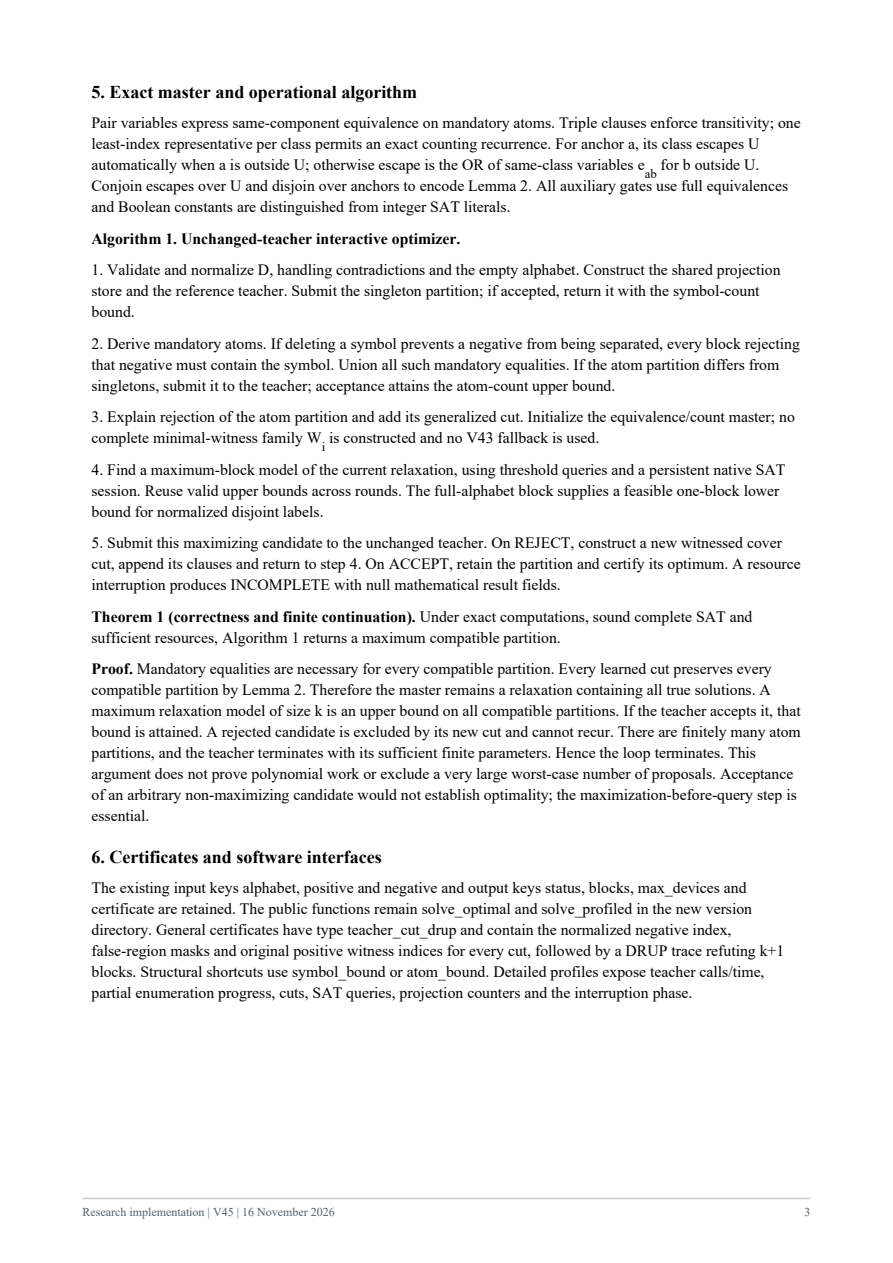 5. Exact master and operational algorithm
Pair variables express same-component equivalence on mandatory atoms. Triple clauses enforce transitivity; one
least-index representative per class permits an exact counting recurrence. For anchor a, its class escapes U
automatically when a is outside U; otherwise escape is the OR of same-class variables e_ab for b outside U.
Conjoin escapes over U and disjoin over anchors to encode Lemma 2. All auxiliary gates use full equivalences
and Boolean constants are distinguished from integer SAT literals.
Algorithm 1. Unchanged-teacher interactive optimizer.
1. Validate and normalize D, handling contradictions and the empty alphabet. Construct the shared projection
store and the reference teacher. Submit the singleton partition; if accepted, return it with the symbol-count
bound.
2. Derive mandatory atoms. If deleting a symbol prevents a negative from being separated, every block rejecting
that negative must contain the symbol. Union all such mandatory equalities. If the atom partition differs from
singletons, submit it to the teacher; acceptance attains the atom-count upper bound.
3. Explain rejection of the atom partition and add its generalized cut. Initialize the equivalence/count master; no
complete minimal-witness family W_i is constructed and no V43 fallback is used.
4. Find a maximum-block model of the current relaxation, using threshold queries and a persistent native SAT
session. Reuse valid upper bounds across rounds. The full-alphabet block supplies a feasible one-block lower
bound for normalized disjoint labels.
5. Submit this maximizing candidate to the unchanged teacher. On REJECT, construct a new witnessed cover
cut, append its clauses and return to step 4. On ACCEPT, retain the partition and certify its optimum. A resource
interruption produces INCOMPLETE with null mathematical result fields.
Theorem 1 (correctness and finite continuation). Under exact computations, sound complete SAT and
sufficient resources, Algorithm 1 returns a maximum compatible partition.
Proof. Mandatory equalities are necessary for every compatible partition. Every learned cut preserves every
compatible partition by Lemma 2. Therefore the master remains a relaxation containing all true solutions. A
maximum relaxation model of size k is an upper bound on all compatible partitions. If the teacher accepts it, that
bound is attained. A rejected candidate is excluded by its new cut and cannot recur. There are finitely many atom
partitions, and the teacher terminates with its sufficient finite parameters. Hence the loop terminates. This
argument does not prove polynomial work or exclude a very large worst-case number of proposals. Acceptance
of an arbitrary non-maximizing candidate would not establish optimality; the maximization-before-query step is
essential.
6. Certificates and software interfaces
The existing input keys alphabet, positive and negative and output keys status, blocks, max_devices and
certificate are retained. The public functions remain solve_optimal and solve_profiled in the new version
directory. General certificates have type teacher_cut_drup and contain the normalized negative index,
false-region masks and original positive witness indices for every cut, followed by a DRUP trace refuting k+1
blocks. Structural shortcuts use symbol_bound or atom_bound. Detailed profiles expose teacher calls/time,
partial enumeration progress, cuts, SAT queries, projection counters and the interruption phase.
Research implementation | V45 | 16 November 2026
3